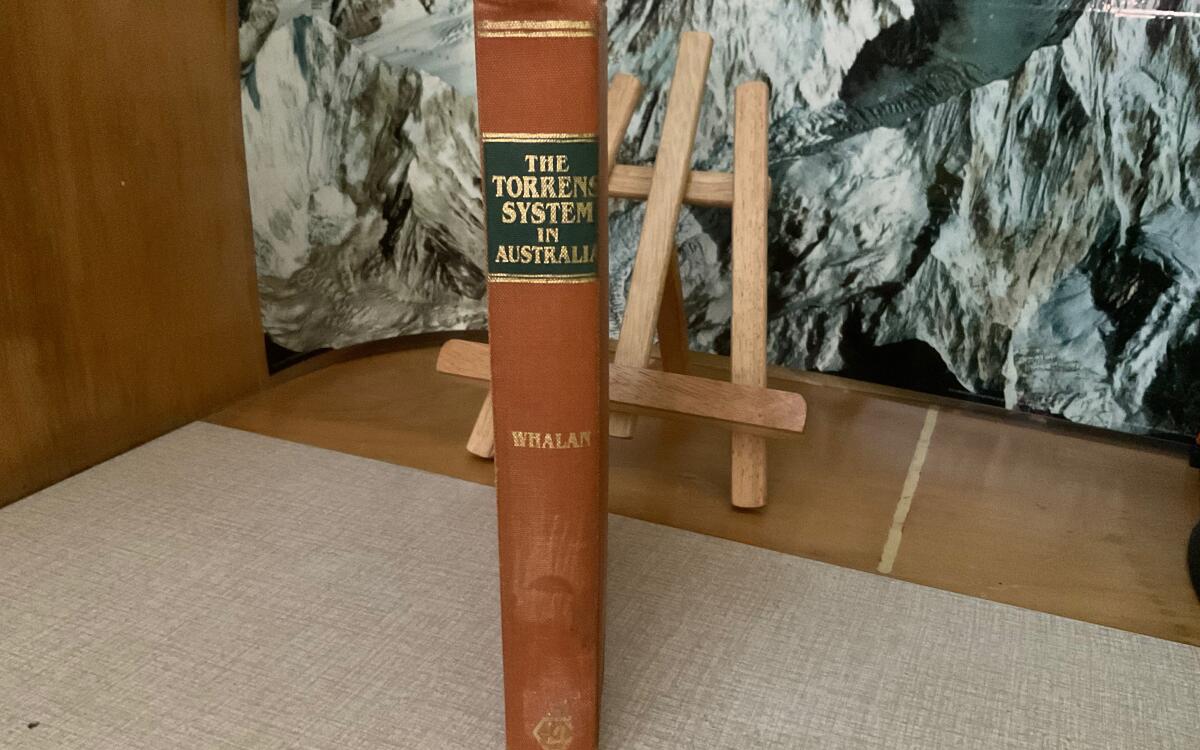 THE
TORRENS
SYSTEM
IN
AUSTRALIA
WHALAN